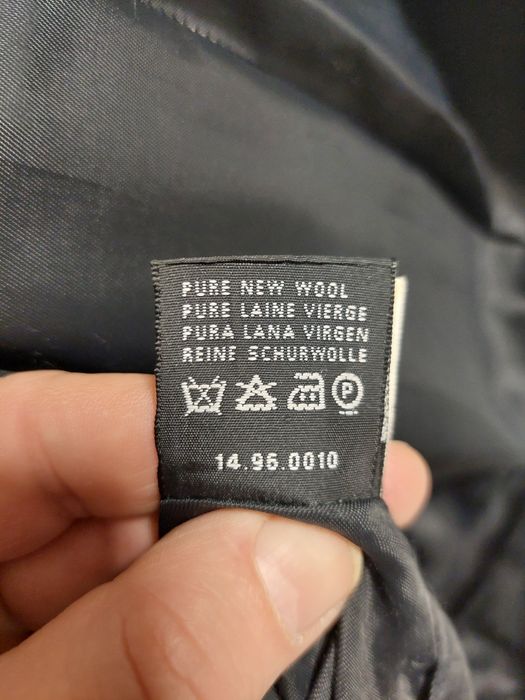 PURE NEW WOOL
PURE LAINE VIERGE
PURA LANA VIRGEN
REINE SCHURWOLLE
P
14.96.0010